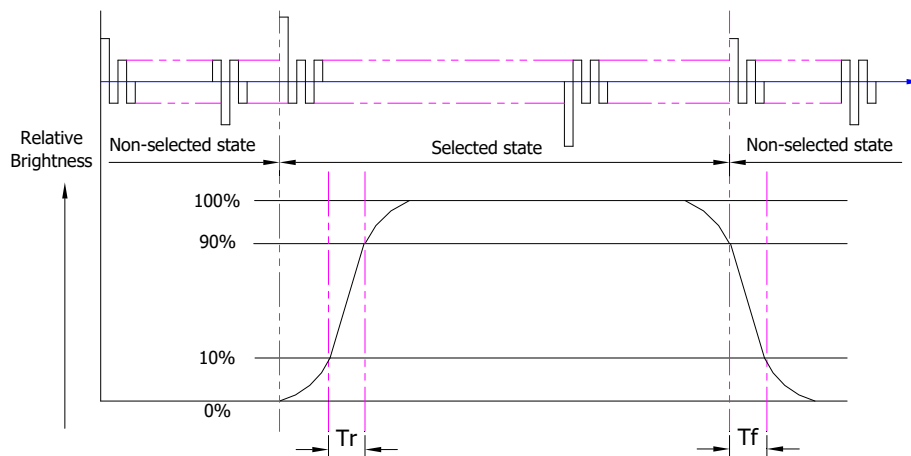 Relative
Brightness
Non-selected state
Selected state
Non-selected state
100%
90%
10%
0%
Tr
Tf